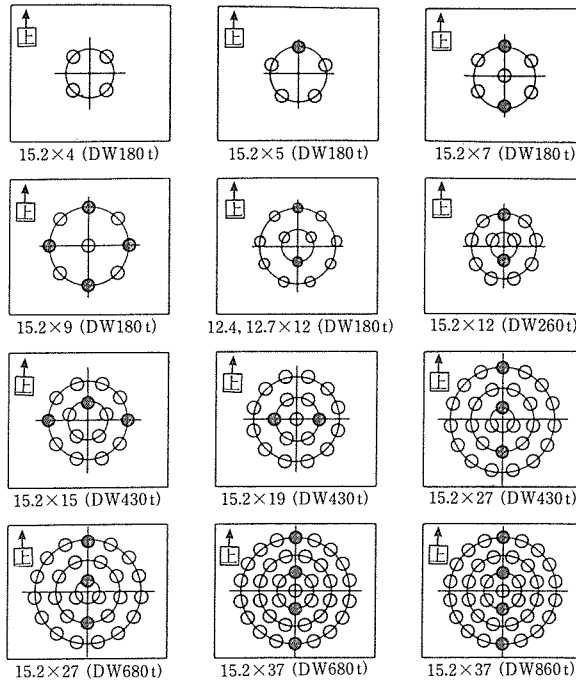 上 上 上
15.2×4 (DW180t) 15.2×5 (DW180t) 15.2×7 (DW180t)
上 上 上
15.2×9 (DW180t) 12.4, 12.7×12 (DW180t) 15.2×12 (DW260t)
上 上 上
15.2×15 (DW430t) 15.2×19 (DW430t) 15.2×27 (DW430t)
上 上 上
15.2×27 (DW680t) 15.2×37 (DW680t) 15.2×37 (DW860t)